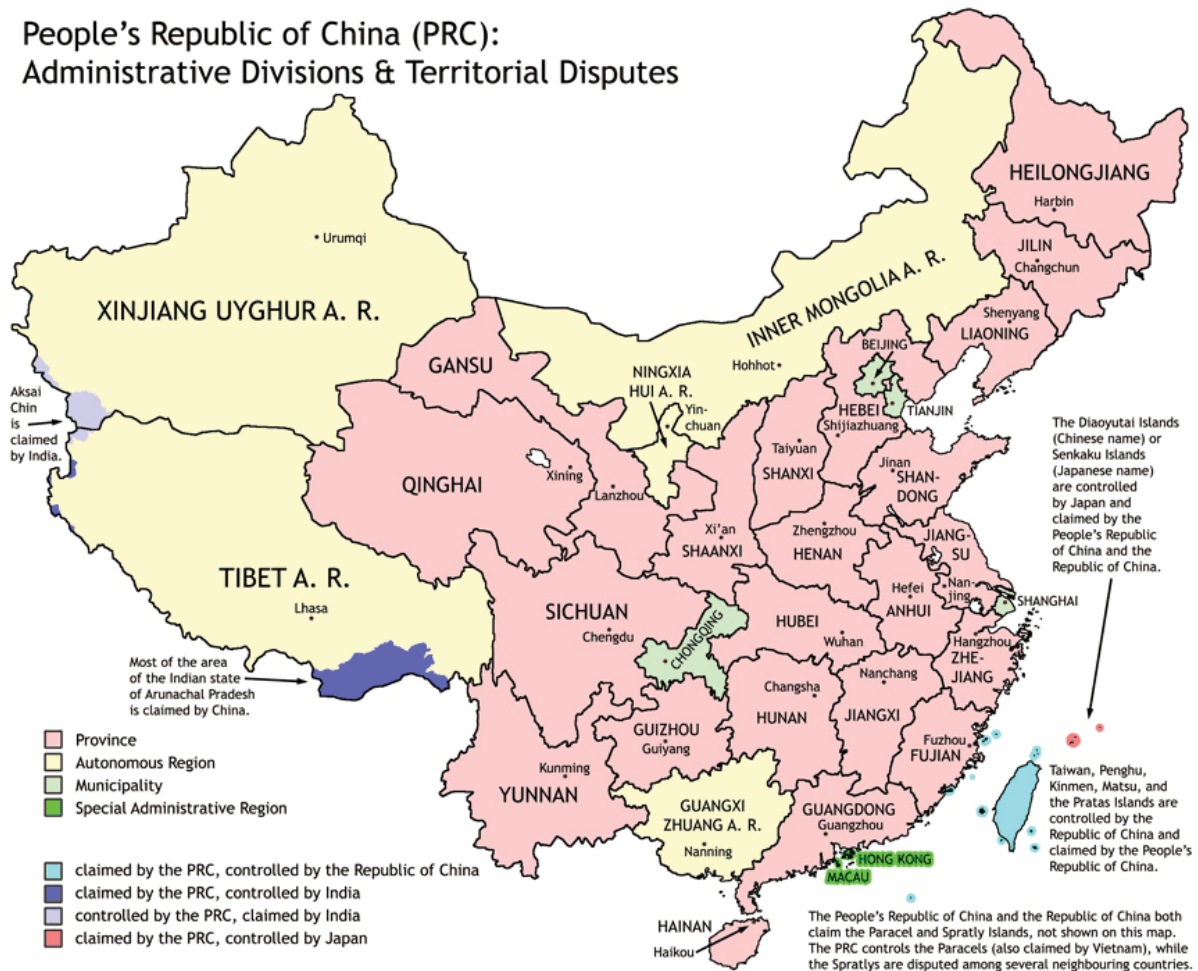 People's Republic of China (PRC):
Administrative Divisions & Territorial Disputes
HEILONGJIANG
Harbin
JILIN
Changchun
Urumqi
XINJIANG UYGHUR A. R.
INNER MONGOLIA A. R.
Shenyang
LIAONING
BEIJING
Hohhot
GANSU
NINGXIA
HUI A. R.
Yin-
chuan
HEBEI
TIANJIN
Shijiazhuang
Aksai
Chin
is
claimed
by India.
Taiyuan
SHANXI
Jinan
SHAN-
DONG
The Diaoyutai Islands
(Chinese name) or
Senkaku Islands
(Japanese name)
are controlled
by Japan and
claimed by the
People's Republic
of China and the
Republic of China.
QINGHAI
Xining
Lanzhou
Xi'an
SHAANXI
Zhengzhou
HENAN
JIANG-
SU
TIBET A. R.
Lhasa
Hefei
ANHUI
Nan-
jing
SHANGHAI
SICHUAN
Chengdu
CHONGQING
HUBEI
Wuhan
Hangzhou
ZHE-
JIANG
Most of the area
of the Indian state
of Arunachal Pradesh
is claimed by China.
Changsha
HUNAN
Nanchang
JIANGXI
GUIZHOU
Guiyang
Fuzhou
FUJIAN
Kunming
YUNNAN
GUANGXI
ZHUANG A. R.
Nanning
GUANGDONG
Guangzhou
HONG KONG
MACAU
Taiwan, Penghu,
Kinmen, Matsu, and
the Pratas Islands are
controlled by the
Republic of China and
claimed by the People's
Republic of China.
HAINAN
Haikou
Province
Autonomous Region
Municipality
Special Administrative Region
claimed by the PRC, controlled by the Republic of China
claimed by the PRC, controlled by India
controlled by the PRC, claimed by India
claimed by the PRC, controlled by Japan
The People's Republic of China and the Republic of China both
claim the Paracel and Spratly Islands, not shown on this map.
The PRC controls the Paracels (also claimed by Vietnam), while
the Spratlys are disputed among several neighbouring countries.